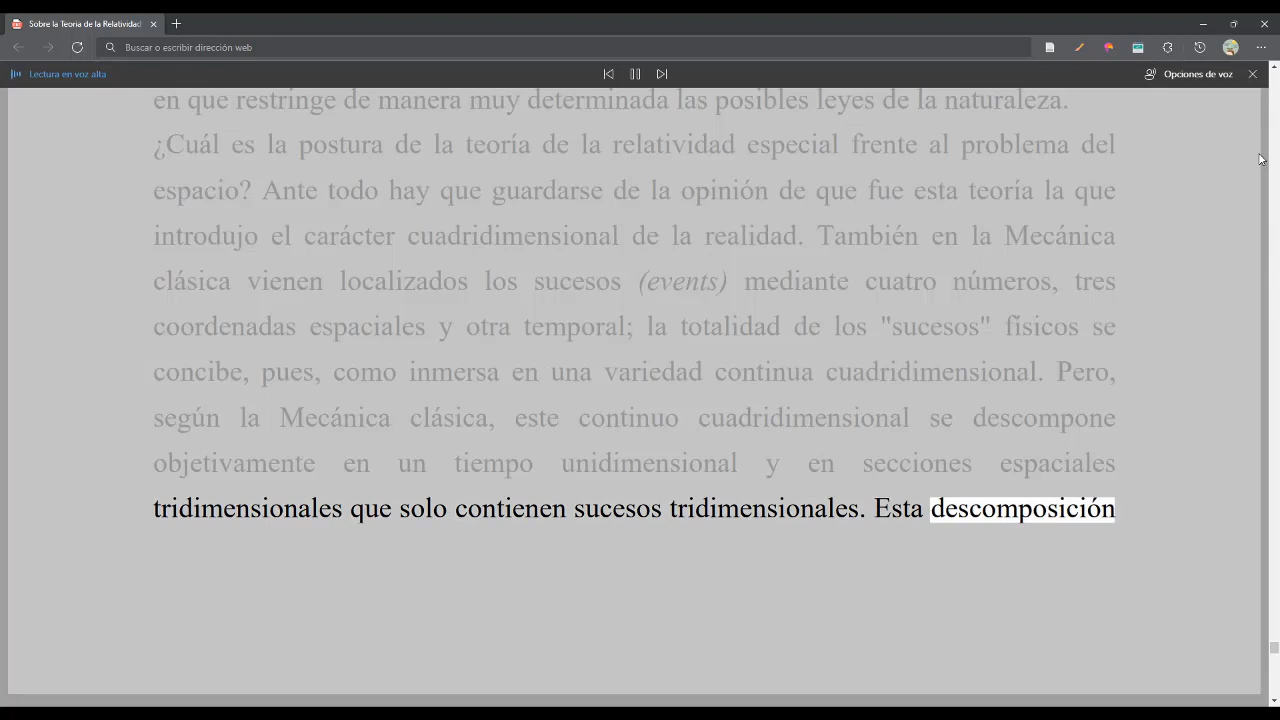 Sobre la Teoria de la Relatividad
Buscar o escribir dirección web
Lectura en voz alta
Opciones de voz
en que restringe de manera muy determinada las posibles leyes de la naturaleza.
¿Cuál es la postura de la teoría de la relatividad especial frente al problema del
espacio? Ante todo hay que guardarse de la opinión de que fue esta teoría la que
introdujo el carácter cuadridimensional de la realidad. También en la Mecánica
clásica vienen localizados los sucesos (events) mediante cuatro números, tres
coordenadas espaciales y otra temporal; la totalidad de los "sucesos" físicos se
concibe, pues, como inmersa en una variedad continua cuadridimensional. Pero,
según la Mecánica clásica, este continuo cuadridimensional se descompone
objetivamente en un tiempo unidimensional y en secciones espaciales
tridimensionales que solo contienen sucesos tridimensionales. Esta descomposición